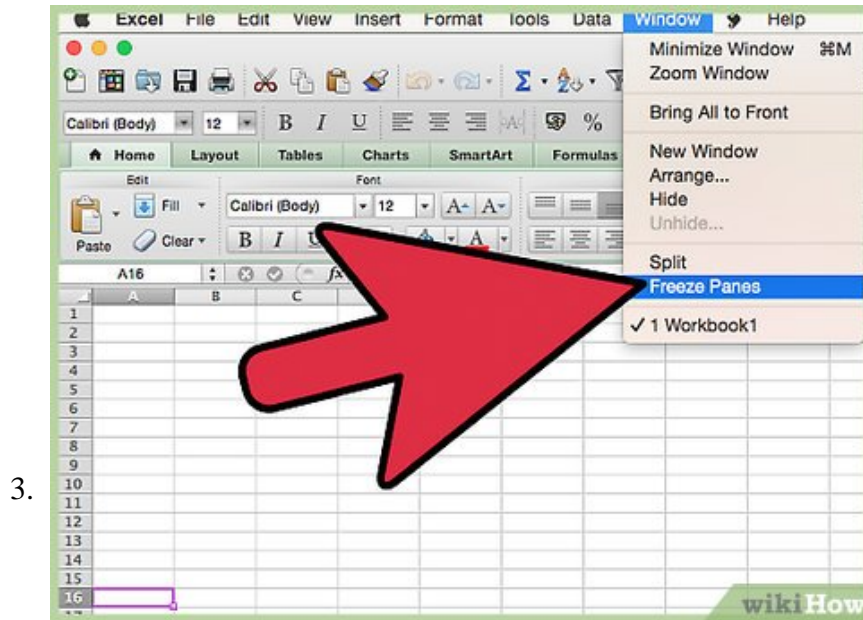 Excel File Edit View Insert Format Tools Data Window Help
Minimize Window ⌘M
Zoom Window
Bring All to Front
New Window
Arrange...
Hide
Unhide...
Split
Freeze Panes
✓ 1 Workbook1
Calibri (Body) 12 B I U %
Home Layout Tables Charts SmartArt Formulas
Edit Font
Paste Fill Clear
Calibri (Body) 12 A A
B I U A
A16 fx
A B C
1
2
3
4
5
6
7
8
9
10
11
12
13
14
15
16
3.
wikiHow